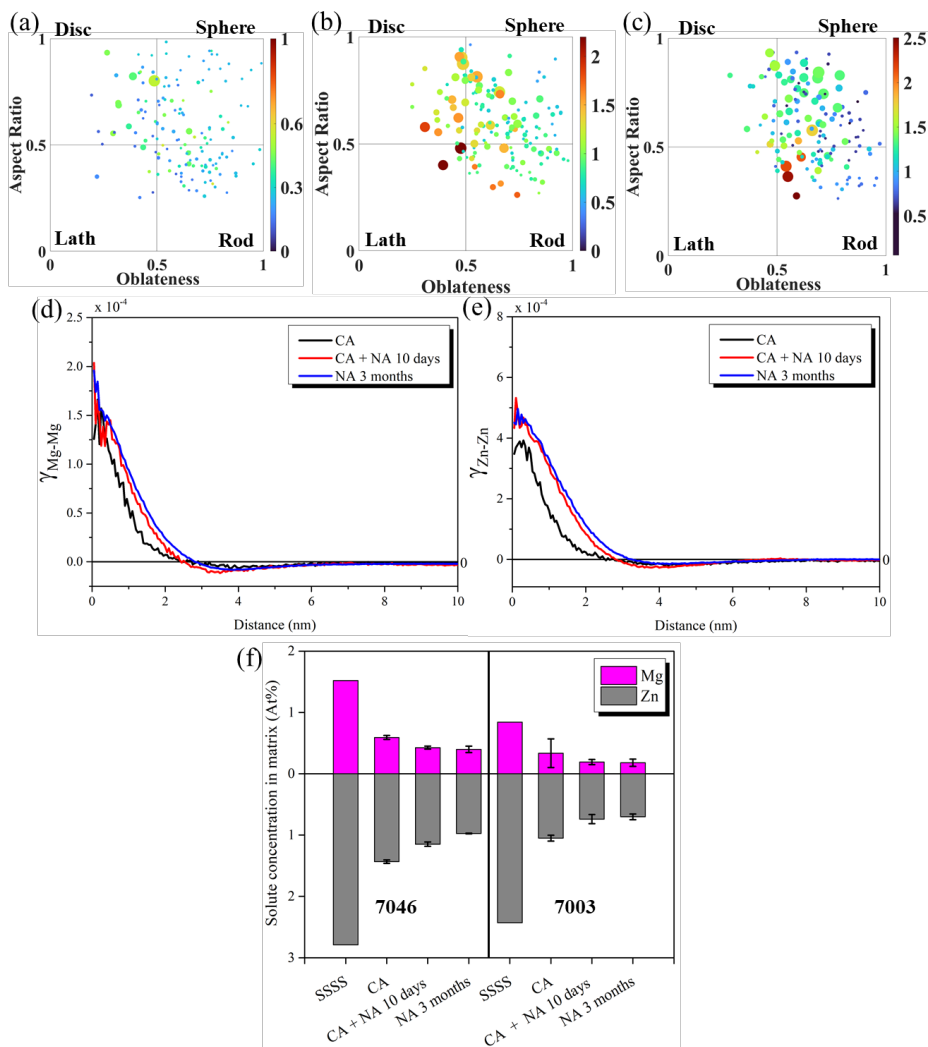 (a)
Disc Sphere
Aspect Ratio
1
0.5
0
Lath Rod
0 0.5 1
Oblateness
1
0.6
0.3
0
(b)
Disc Sphere
Aspect Ratio
1
0.5
0
Lath Rod
0 0.5 1
Oblateness
2
1.5
1
0.5
0
(c)
Disc Sphere
Aspect Ratio
1
0.5
0
Lath Rod
0 0.5 1
Oblateness
2.5
2
1.5
1
0.5
(d)
x 10⁻⁴
2.5
2.0
1.5
1.0
0.5
0.0
γMg-Mg
CA
CA + NA 10 days
NA 3 months
0
0 2 4 6 8 10
Distance (nm)
(e)
x 10⁻⁴
8
6
4
2
0
γZn-Zn
CA
CA + NA 10 days
NA 3 months
0
0 2 4 6 8 10
Distance (nm)
(f)
Solute concentration in matrix (At%)
2
1
0
1
2
3
Mg
Zn
7046 7003
SSSS
CA
CA + NA 10 days
NA 3 months
SSSS
CA
CA + NA 10 days
NA 3 months